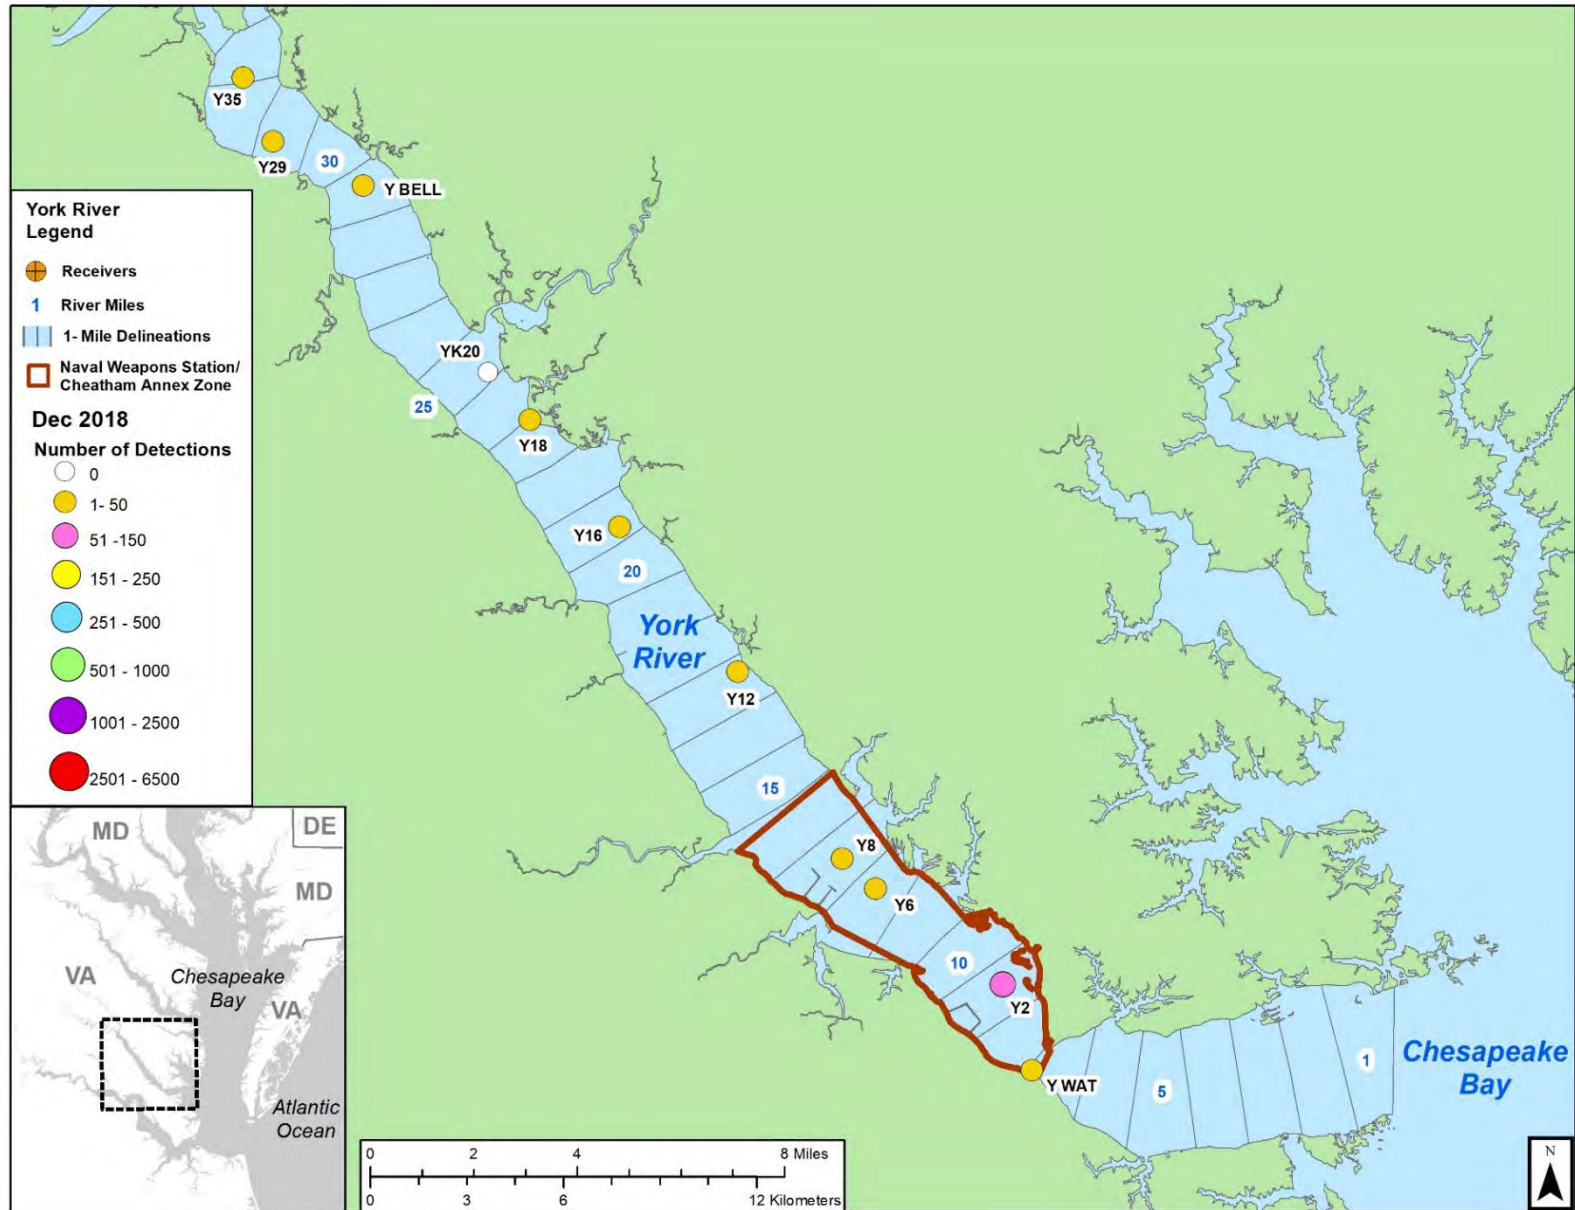 Y35
Y29
30
Y BELL
York River
Legend
Receivers
1 River Miles
1- Mile Delineations
Naval Weapons Station/
Cheatham Annex Zone
Dec 2018
Number of Detections
0
1- 50
51 -150
151 - 250
251 - 500
501 - 1000
1001 - 2500
2501 - 6500
YK20
25
Y18
Y16
20
York
River
Y12
15
Y8
Y6
10
Y2
Y WAT
5
1
Chesapeake
Bay
MD
DE
MD
VA
Chesapeake
Bay
VA
Atlantic
Ocean
0 2 4 8 Miles
0 3 6 12 Kilometers
N